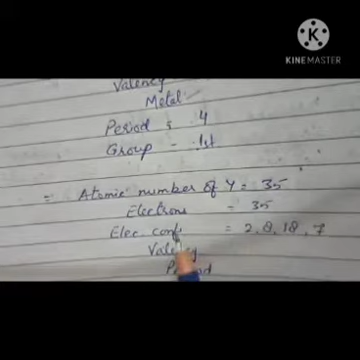 K
KINEMASTER
Valency
Metal
Period : 4
Group - 1st
= Atomic number of Y = 35
Electrons = 35
Elec. conf. = 2, 8, 18, 7
Valency
Period